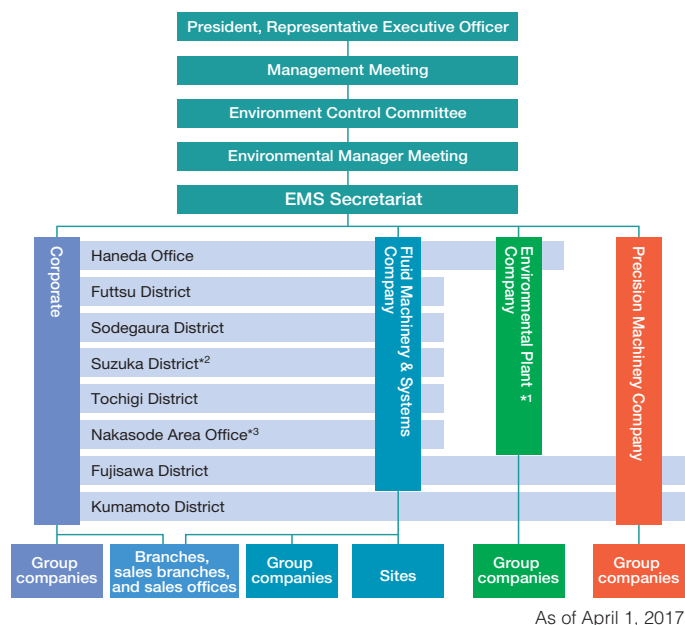 President, Representative Executive Officer
Management Meeting
Environment Control Committee
Environmental Manager Meeting
EMS Secretariat
Corporate
Haneda Office
Futtsu District
Sodegaura District
Suzuka District*2
Tochigi District
Nakasode Area Office*3
Fujisawa District
Kumamoto District
Fluid Machinery & Systems
Company
Environmental Plant *1
Company
Precision Machinery Company
Group
companies
Branches,
sales branches,
and sales offices
Group
companies
Sites
Group
companies
Group
companies
As of April 1, 2017